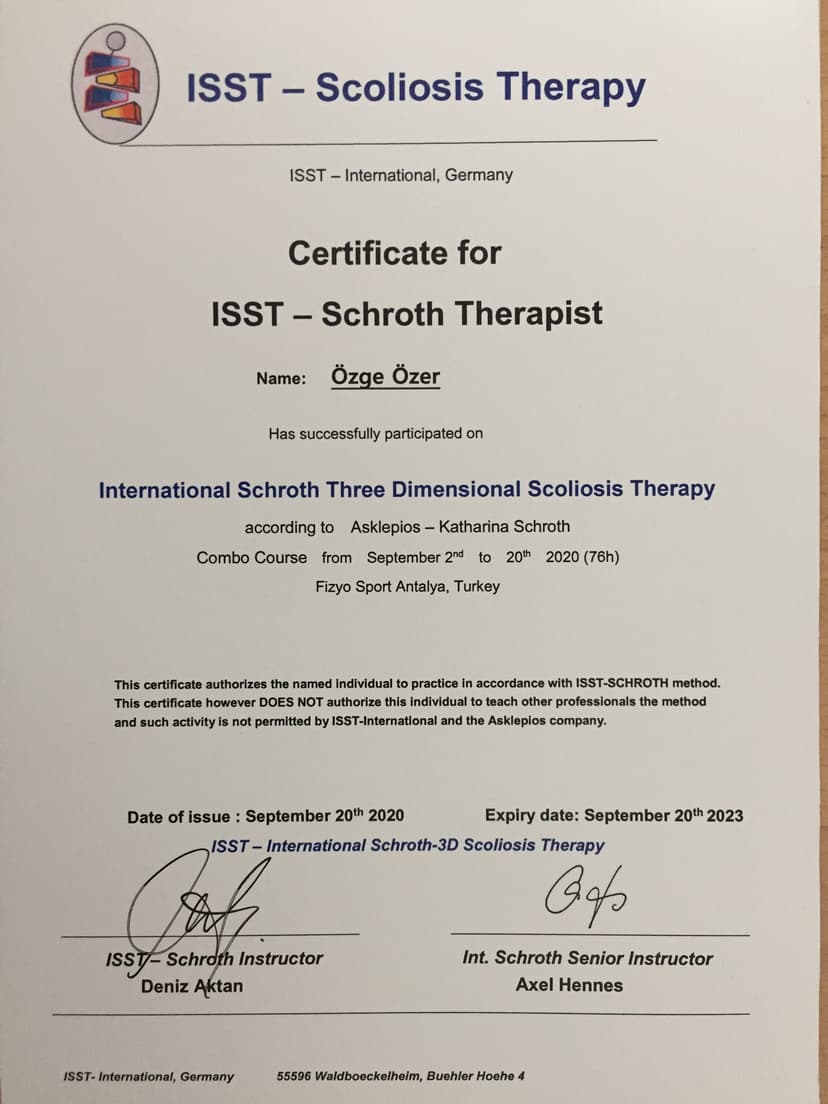 ISST – Scoliosis Therapy
ISST – International, Germany
Certificate for
ISST – Schroth Therapist
Name: Özge Özer
Has successfully participated on
International Schroth Three Dimensional Scoliosis Therapy
according to Asklepios – Katharina Schroth
Combo Course from September 2nd to 20th 2020 (76h)
Fizyo Sport Antalya, Turkey
This certificate authorizes the named individual to practice in accordance with ISST-SCHROTH method.
This certificate however DOES NOT authorize this individual to teach other professionals the method
and such activity is not permitted by ISST-International and the Asklepios company.
Date of issue : September 20th 2020 Expiry date: September 20th 2023
ISST – International Schroth-3D Scoliosis Therapy
ISST – Schroth Instructor Int. Schroth Senior Instructor
Deniz Aktan Axel Hennes
ISST- International, Germany 55596 Waldboeckelheim, Buehler Hoehe 4